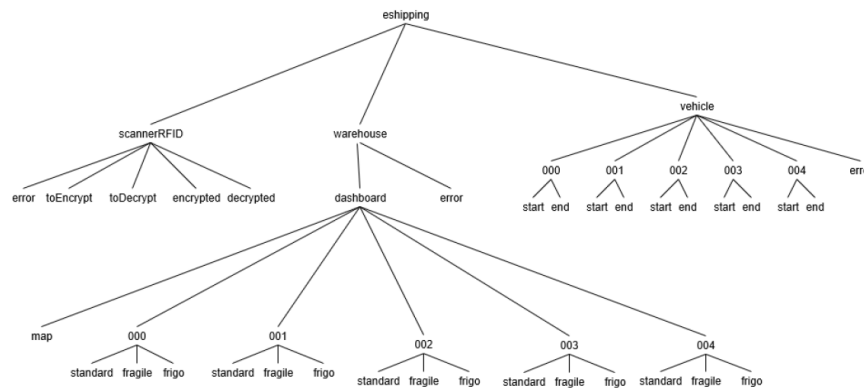 eshipping
scannerRFID warehouse vehicle
error toEncrypt toDecrypt encrypted decrypted
dashboard error
000 001 002 003 004 erre
start end start end start end start end start end
map 000 001 002 003 004
standard fragile frigo standard fragile frigo standard fragile frigo standard fragile frigo standard fragile frigo